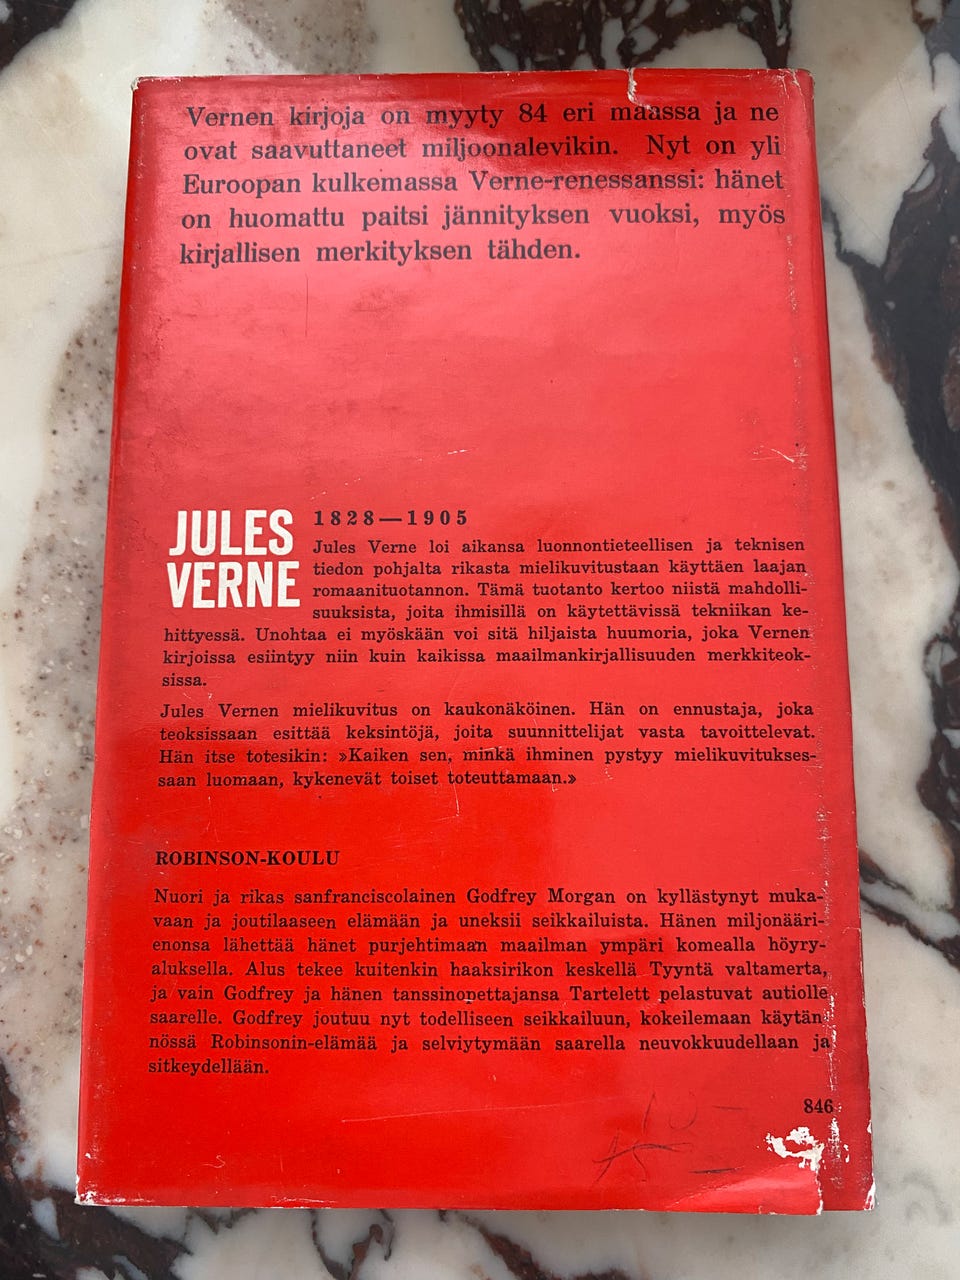 Vernen kirjoja on myyty 84 eri maassa ja ne
ovat saavuttaneet miljoonalevikin. Nyt on yli
Euroopan kulkemassa Verne-renessanssi: hänet
on huomattu paitsi jännityksen vuoksi, myös
kirjallisen merkityksen tähden.
JULES
VERNE
1828—1905
Jules Verne loi aikansa luonnontieteellisen ja teknisen
tiedon pohjalta rikasta mielikuvitustaan käyttäen laajan
romaanituotannon. Tämä tuotanto kertoo niistä mahdolli-
suuksista, joita ihmisillä on käytettävissä tekniikan ke-
hittyessä. Unohtaa ei myöskään voi sitä hiljaista huumoria, joka Vernen
kirjoissa esiintyy niin kuin kaikissa maailmankirjallisuuden merkkiteok-
sissa.
Jules Vernen mielikuvitus on kaukonäköinen. Hän on ennustaja, joka
teoksissaan esittää keksintöjä, joita suunnittelijat vasta tavoittelevat.
Hän itse totesikin: »Kaiken sen, minkä ihminen pystyy mielikuvitukses-
saan luomaan, kykenevät toiset toteuttamaan.»
ROBINSON-KOULU
Nuori ja rikas sanfranciscolainen Godfrey Morgan on kyllästynyt muka-
vaan ja joutilaaseen elämään ja uneksii seikkailuista. Hänen miljonääri-
enonsa lähettää hänet purjehtimaan maailman ympäri komealla höyry-
aluksella. Alus tekee kuitenkin haaksirikon keskellä Tyyntä valtamerta,
ja vain Godfrey ja hänen tanssinopettajansa Tartelett pelastuvat autiolle
saarelle. Godfrey joutuu nyt todelliseen seikkailuun, kokeilemaan käytän-
nössä Robinsonin-elämää ja selviytymään saarella neuvokkuudellaan ja
sitkeydellään.
846
10-